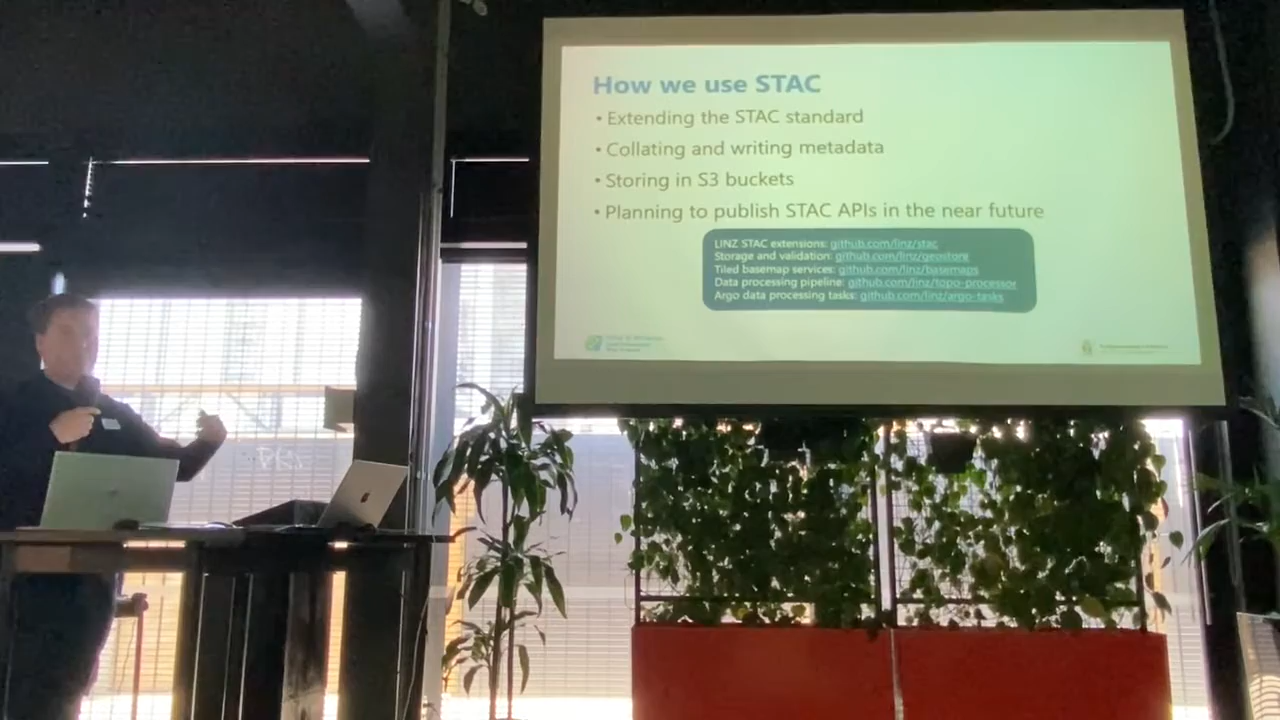 How we use STAC
• Extending the STAC standard
• Collating and writing metadata
• Storing in S3 buckets
• Planning to publish STAC APIs in the near future
LINZ STAC extensions: github.com/linz/stac
Storage and validation: github.com/linz/geostore
Tiled basemap services: github.com/linz/basemaps
Data processing pipeline: github.com/linz/topo-processor
Argo data processing tasks: github.com/linz/argo-tasks